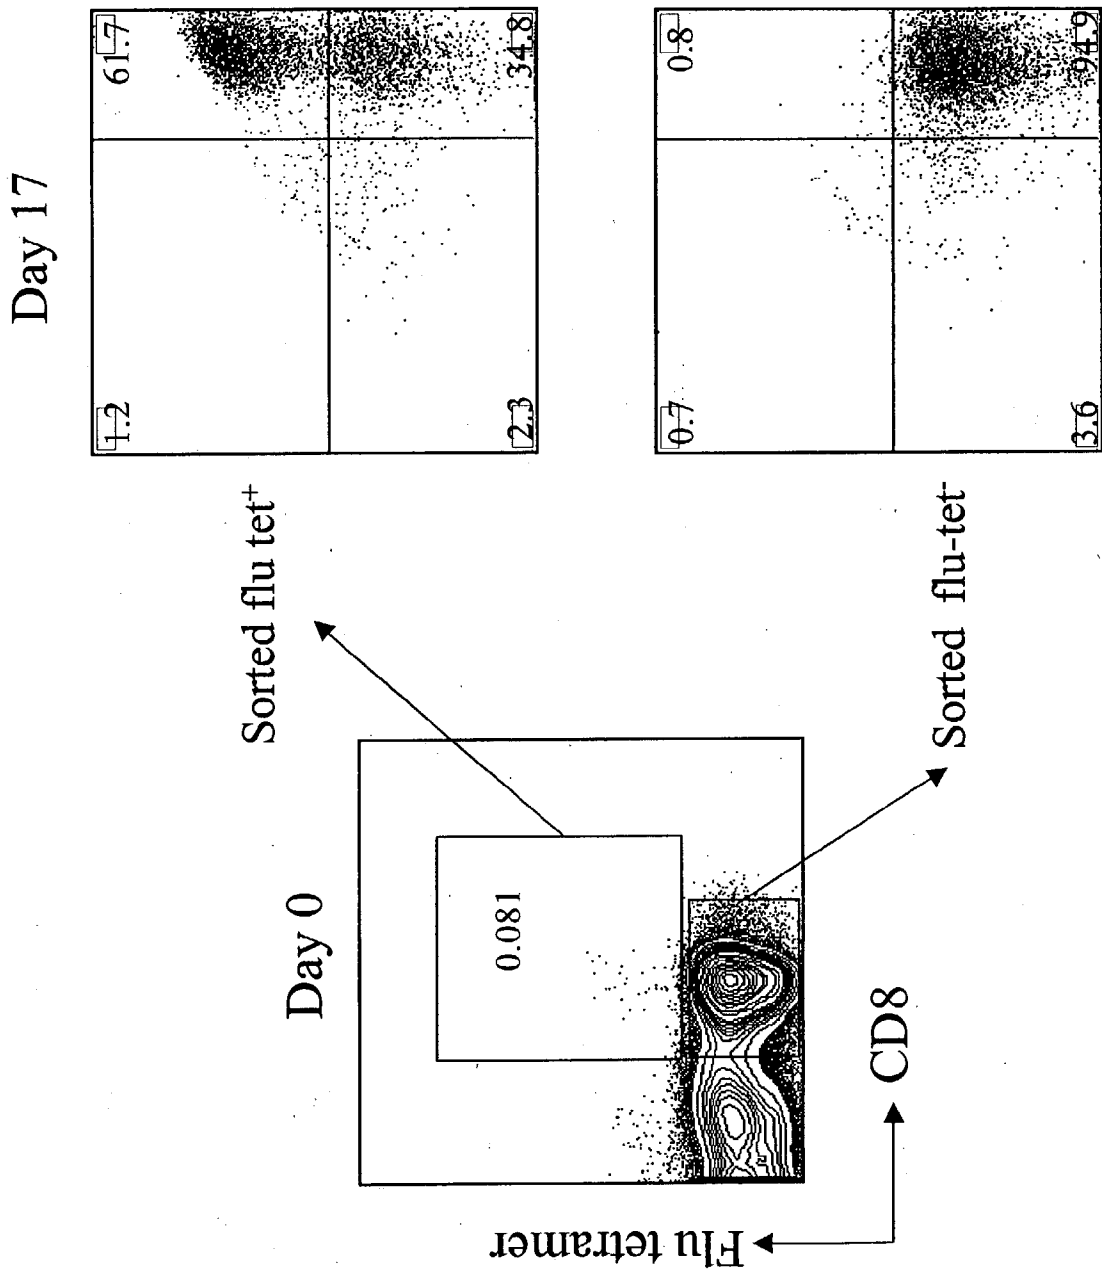 Day 17
61.7
1.2
34.8
2.3
Sorted flu tet⁺
Day 0
0.081
0.8
0.7
94.9
3.6
Sorted flu-tet⁻
CD8
Flu tetramer